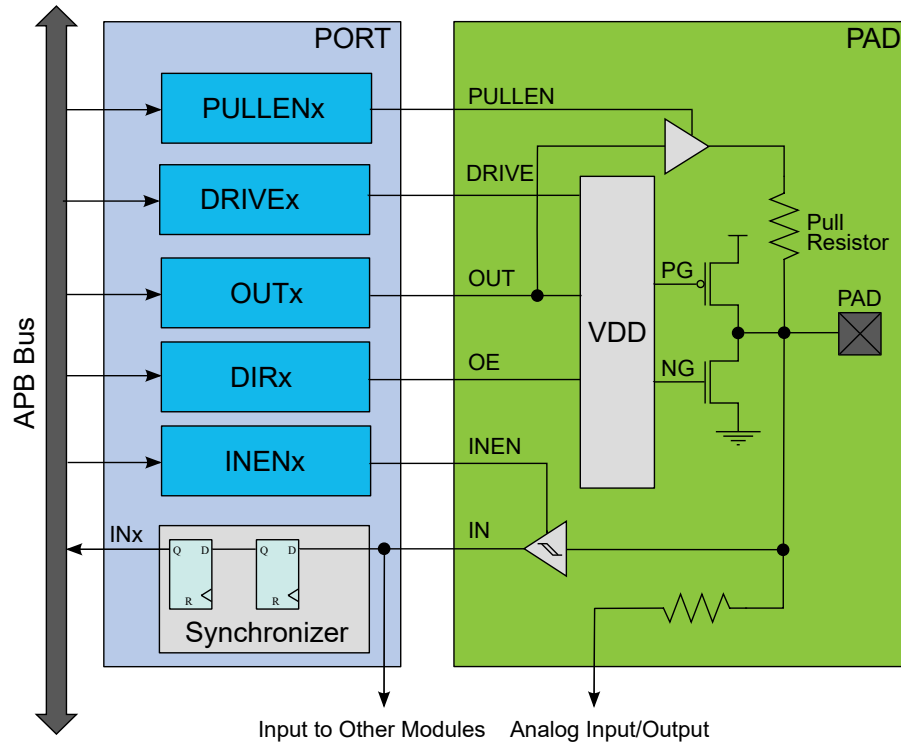 PORT
PAD
APB Bus
PULLENx
PULLEN
DRIVEx
DRIVE
Pull
Resistor
OUTx
OUT
PG
PAD
VDD
DIRx
OE
NG
INENx
INEN
INx
IN
Q D
Q D
R
R
Synchronizer
Input to Other Modules
Analog Input/Output